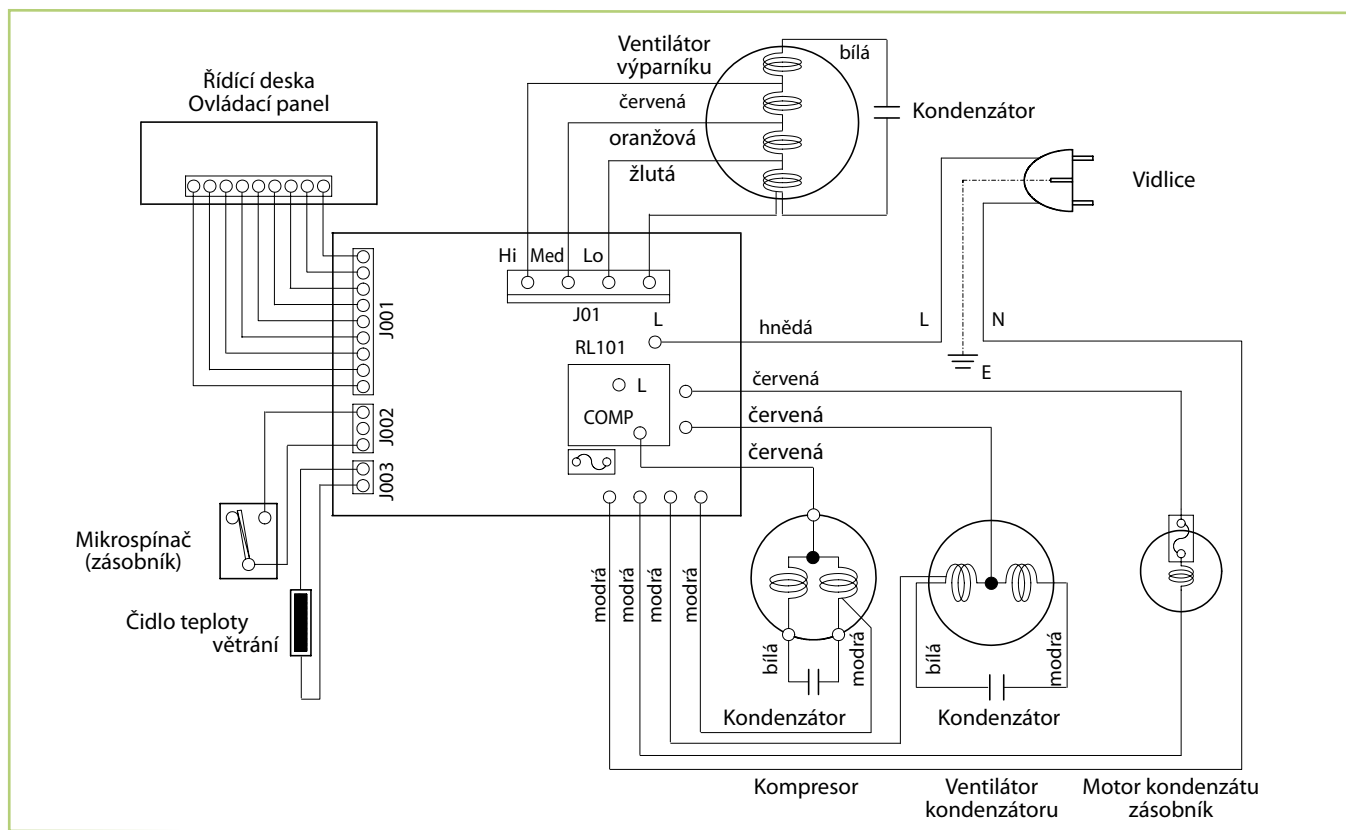 Řídící deska
Ovládací panel
Ventilátor
výparníku
bílá
červená
oranžová
žlutá
Kondenzátor
Vidlice
Hi Med Lo
J01
L
hnědá
L
N
E
RL101
L
COMP
červená
červená
červená
J001
J002
J003
Mikrospínač
(zásobník)
Čidlo teploty
větrání
modrá
modrá
modrá
modrá
bílá
modrá
bílá
modrá
Kondenzátor
Kondenzátor
Kompresor
Ventilátor
kondenzátoru
Motor kondenzátu
zásobník